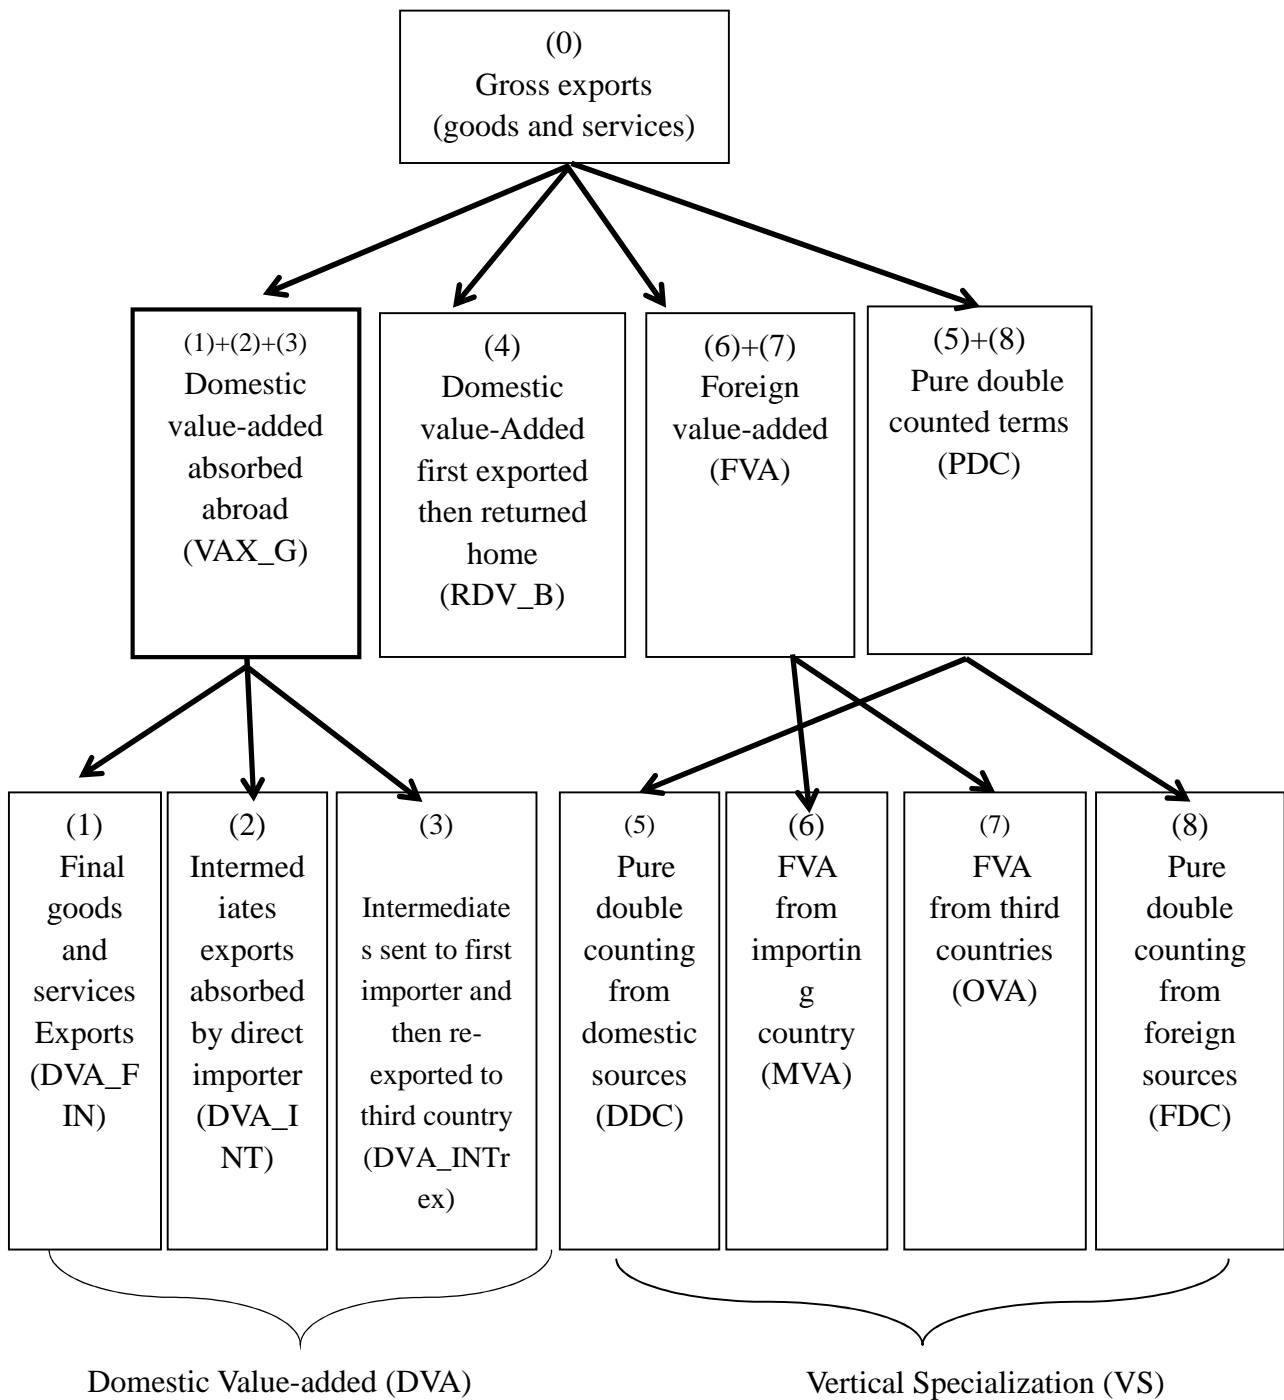 (0)
Gross exports
(goods and services)
(1)+(2)+(3)
Domestic
value-added
absorbed
abroad
(VAX_G)
(4)
Domestic
value-Added
first exported
then returned
home
(RDV_B)
(6)+(7)
Foreign
value-added
(FVA)
(5)+(8)
Pure double
counted terms
(PDC)
(1)
Final
goods
and
services
Exports
(DVA_F
IN)
(2)
Intermed
iates
exports
absorbed
by direct
importer
(DVA_I
NT)
(3)
Intermediate
s sent to first
importer and
then re-
exported to
third country
(DVA_INTr
ex)
(5)
Pure
double
counting
from
domestic
sources
(DDC)
(6)
FVA
from
importin
g
country
(MVA)
(7)
FVA
from third
countries
(OVA)
(8)
Pure
double
counting
from
foreign
sources
(FDC)
Domestic Value-added (DVA)
Vertical Specialization (VS)